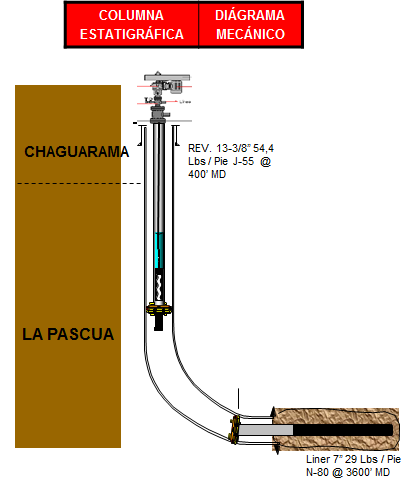 COLUMNA
ESTATIGRÁFICA
DIÁGRAMA
MECÁNICO
CHAGUARAMA
REV. 13-3/8” 54,4
Lbs / Pie J-55 @
400’ MD
LA PASCUA
Liner 7” 29 Lbs / Pie
N-80 @ 3600’ MD